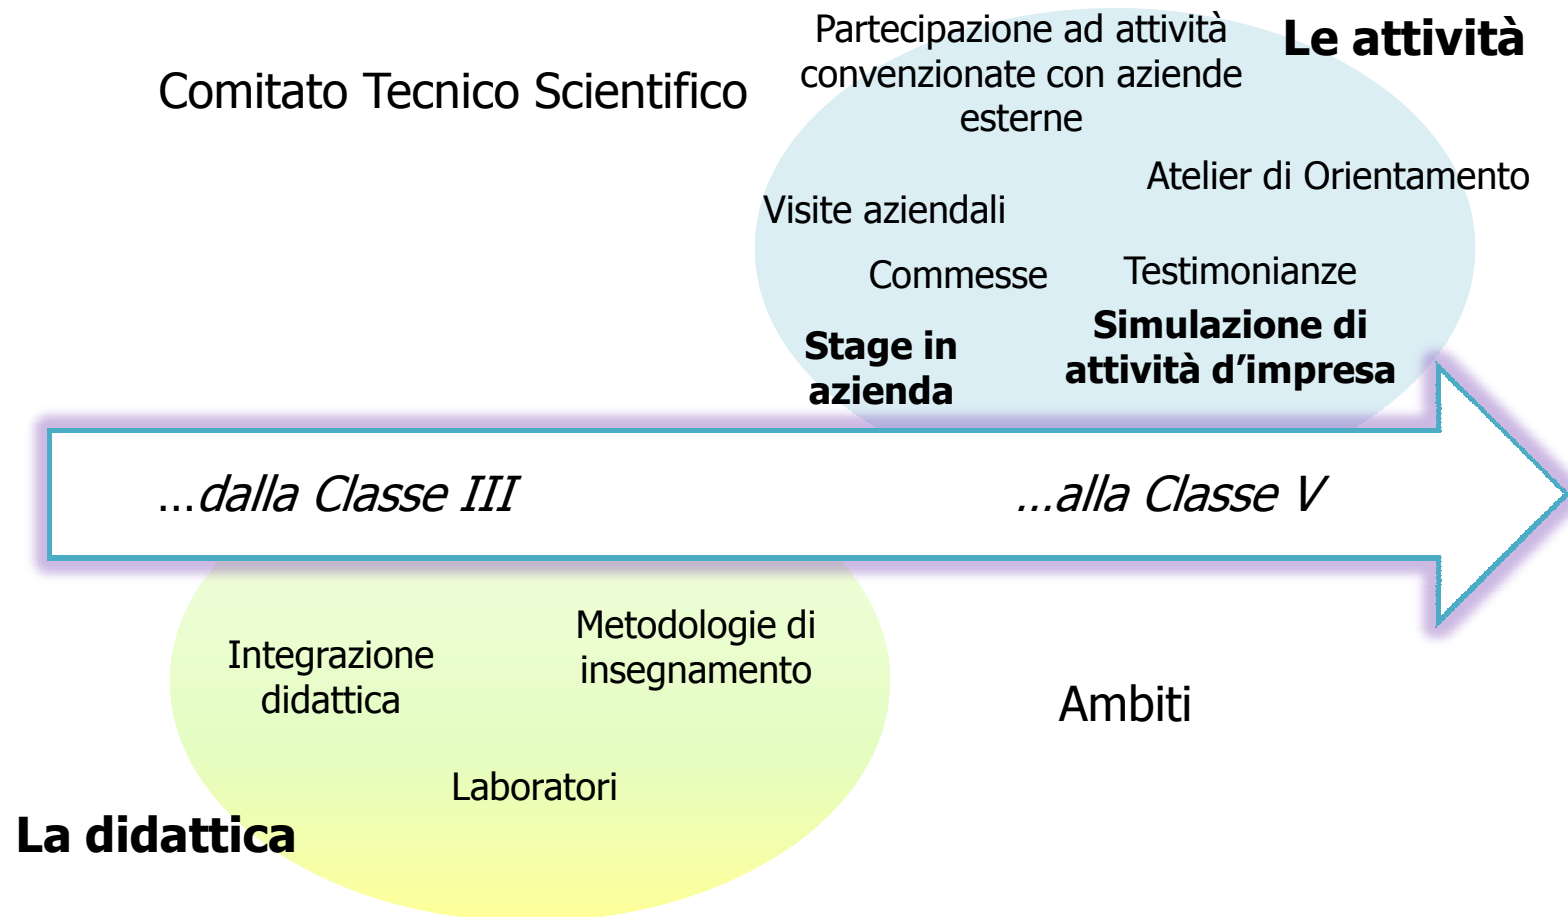 Partecipazione ad attività
convenzionate con aziende
esterne
Le attività
Comitato Tecnico Scientifico
Atelier di Orientamento
Visite aziendali
Commesse
Testimonianze
Stage in
azienda
Simulazione di
attività d’impresa
...dalla Classe III
...alla Classe V
Integrazione
didattica
Metodologie di
insegnamento
Ambiti
Laboratori
La didattica